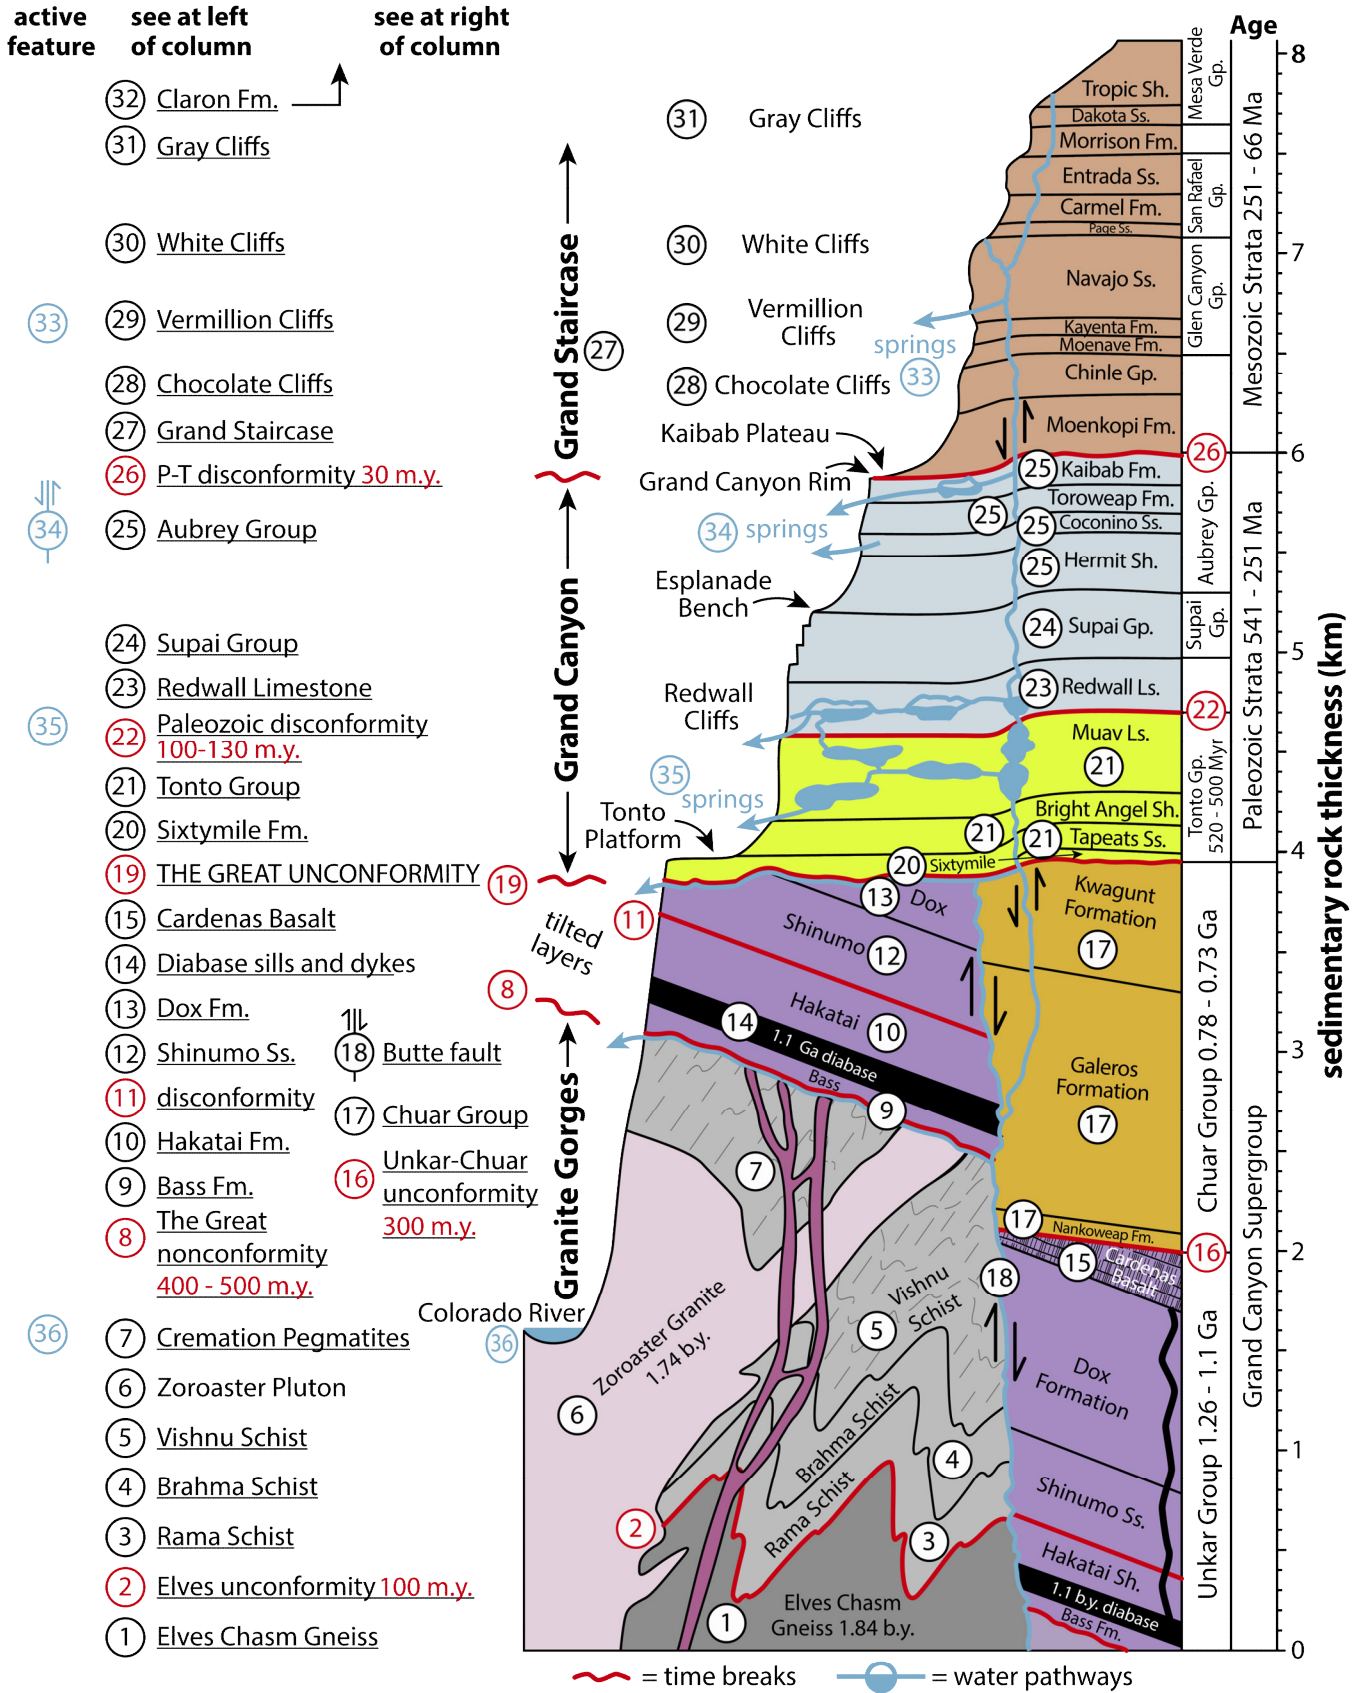 active
feature
see at left
of column
see at right
of column
32 Claron Fm.
31 Gray Cliffs
30 White Cliffs
33
29 Vermillion Cliffs
28 Chocolate Cliffs
27 Grand Staircase
26 P-T disconformity 30 m.y.
34
25 Aubrey Group
24 Supai Group
23 Redwall Limestone
35
22 Paleozoic disconformity
100-130 m.y.
21 Tonto Group
20 Sixtymile Fm.
19 THE GREAT UNCONFORMITY
15 Cardenas Basalt
14 Diabase sills and dykes
13 Dox Fm.
12 Shinumo Ss.
11 disconformity
10 Hakatai Fm.
9 Bass Fm.
8 The Great
nonconformity
400 - 500 m.y.
18 Butte fault
17 Chuar Group
16 Unkar-Chuar
unconformity
300 m.y.
36
7 Cremation Pegmatites
6 Zoroaster Pluton
5 Vishnu Schist
4 Brahma Schist
3 Rama Schist
2 Elves unconformity 100 m.y.
1 Elves Chasm Gneiss
Grand Staircase
27
Grand Canyon
19
tilted
layers
8
Granite Gorges
31 Gray Cliffs
30 White Cliffs
29 Vermillion
Cliffs
springs
33
28 Chocolate Cliffs
Kaibab Plateau
Grand Canyon Rim
34 springs
Esplanade
Bench
Redwall
Cliffs
35
springs
Tonto
Platform
11
Colorado River
36
Tropic Sh.
Dakota Ss.
Morrison Fm.
Entrada Ss.
Carmel Fm.
Page Ss.
Navajo Ss.
Kayenta Fm.
Moenave Fm.
Chinle Gp.
Moenkopi Fm.
26
25 Kaibab Fm.
Toroweap Fm.
25
25 Coconino Ss.
25 Hermit Sh.
24 Supai Gp.
23 Redwall Ls.
22
Muav Ls.
21
Bright Angel Sh.
21
21 Tapeats Ss.
20 Sixtymile
13 Dox
Shinumo
12
Hakatai
10
14
1.1 Ga diabase
Bass
9
Kwagunt
Formation
17
Galeros
Formation
17
17
Nankoweap Fm.
16
15
Cardenas
Basalt
18
7
Vishnu
Schist
5
Zoroaster Granite
1.74 b.y.
6
Brahma Schist
4
Rama Schist
3
2
1
Elves Chasm
Gneiss 1.84 b.y.
Dox
Formation
Shinumo Ss.
Hakatai Sh.
1.1 b.y. diabase
Bass Fm.
Mesa Verde
Gp.
San Rafael
Gp.
Glen Canyon
Gp.
Aubrey Gp.
Supai
Gp.
Tonto Gp.
520 - 500 Myr
Chuar Group 0.78 - 0.73 Ga
Unkar Group 1.26 - 1.1 Ga
Age
Mesozoic Strata 251 - 66 Ma
Paleozoic Strata 541 - 251 Ma
Grand Canyon Supergroup
8
7
6
5
4
3
2
1
0
sedimentary rock thickness (km)
= time breaks
= water pathways